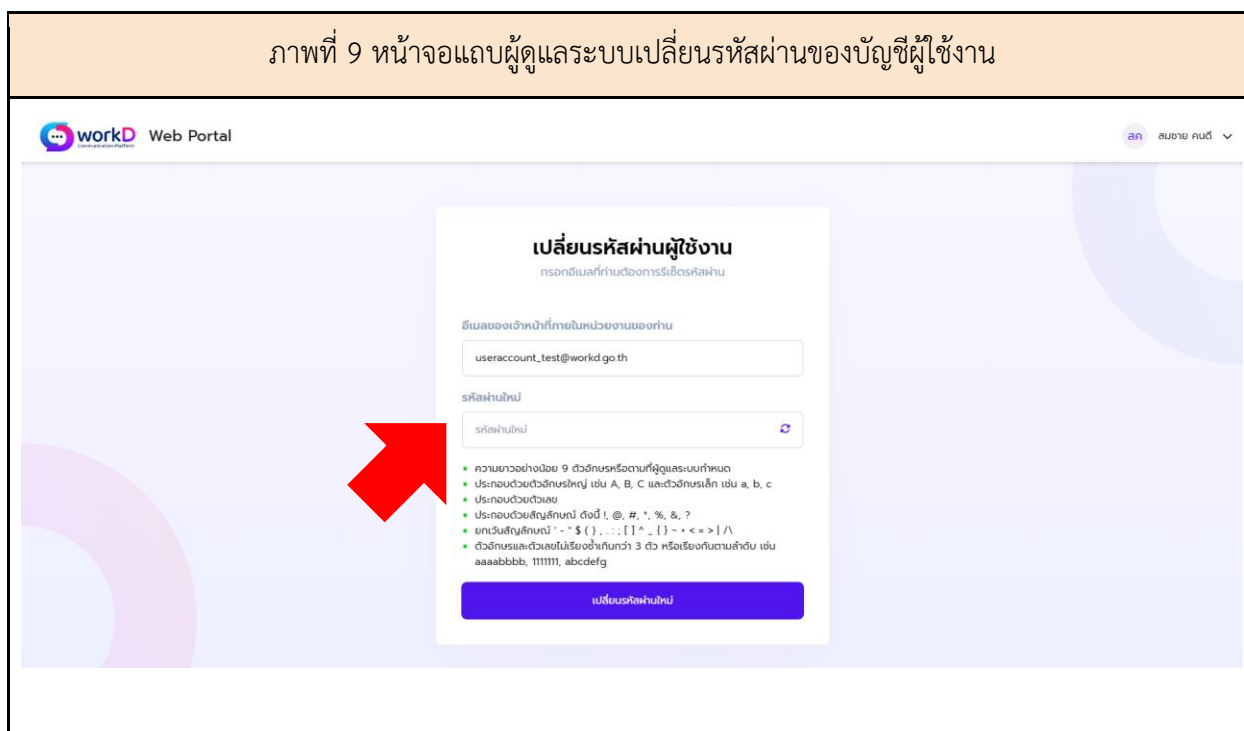 ภาพที่ 9 หน้าจอแถบผู้ดูแลระบบเปลี่ยนรหัสผ่านของบัญชีผู้ใช้งาน
workD Web Portal
Communication Platform
สค สมชาย คนดี
เปลี่ยนรหัสผ่านผู้ใช้งาน
กรอกอีเมลที่ท่านต้องการรีเซ็ตรหัสผ่าน
อีเมลของเจ้าหน้าที่ภายในหน่วยงานของท่าน
useraccount_test@workd.go.th
รหัสผ่านใหม่
รหัสผ่านใหม่
ความยาวอย่างน้อย 9 ตัวอักษรหรือตามที่ผู้ดูแลระบบกำหนด
ประกอบด้วยตัวอักษรใหญ่ เช่น A, B, C และตัวอักษรเล็ก เช่น a, b, c
ประกอบด้วยตัวเลข
ประกอบด้วยสัญลักษณ์ ดังนี้ !, @, #, *, %, &, ?
ยกเว้นสัญลักษณ์ ' - " $ ( ) , . : ; [ ] ^ _ { } ~ + < = > | / \
ตัวอักษรและตัวเลขไม่เรียงซ้ำเกินกว่า 3 ตัว หรือเรียงกันตามลำดับ เช่น
aaaabbbb, 1111111, abcdefg
เปลี่ยนรหัสผ่านใหม่